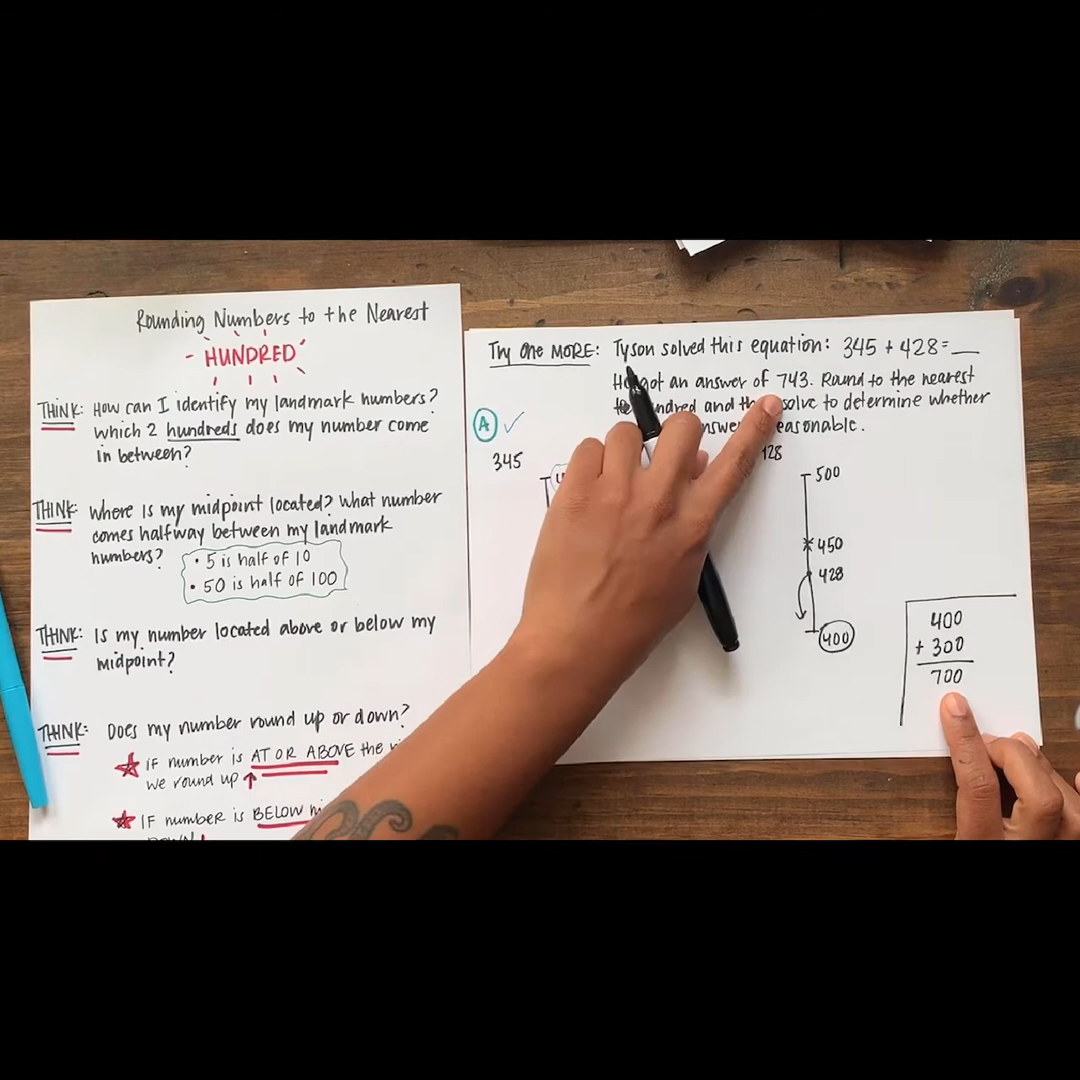 Rounding Numbers to the Nearest
- HUNDRED
THINK: How can I identify my landmark numbers?
which 2 hundreds does my number come
in between?
THINK: Where is my midpoint located? What number
comes halfway between my landmark
numbers?
• 5 is half of 10
• 50 is half of 100
THINK: Is my number located above or below my
midpoint?
THINK: Does my number round up or down?
IF number is AT OR ABOVE the
we round up ↑
IF number is BELOW
Try One MORE: Tyson solved this equation: 345 + 428 = __
got an answer of 743. Round to the nearest
and solve to determine whether
A ✓
345
500
450
428
400
400
+ 300
700